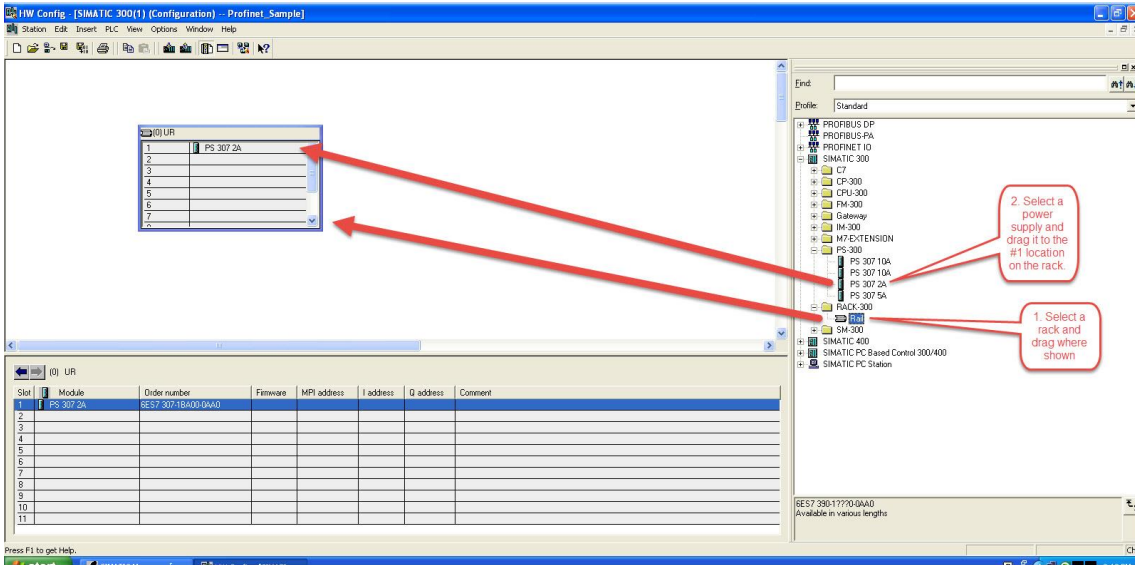 HW Config - [SIMATIC 300(1) (Configuration) -- Profinet_Sample]
Station Edit Insert PLC View Options Window Help
Find:
Profile: Standard
(0) UR
1 PS 307 2A
2
3
4
5
6
7
PROFIBUS DP
PROFIBUS-PA
PROFINET IO
SIMATIC 300
C7
CP-300
CPU-300
FM-300
Gateway
IM-300
M7-EXTENSION
PS-300
PS 307 10A
PS 307 10A
PS 307 2A
PS 307 5A
RACK-300
Rail
SM-300
SIMATIC 400
SIMATIC PC Based Control 300/400
SIMATIC PC Station
2. Select a
power
supply and
drag it to the
#1 location
on the rack.
1. Select a
rack and
drag where
shown
(0) UR
Slot Module Order number Firmware MPI address I address Q address Comment
1 PS 307 2A 6ES7 307-1BA00-0AA0
2
3
4
5
6
7
8
9
10
11
6ES7 390-1???0-0AA0
Available in various lengths
Press F1 to get Help.